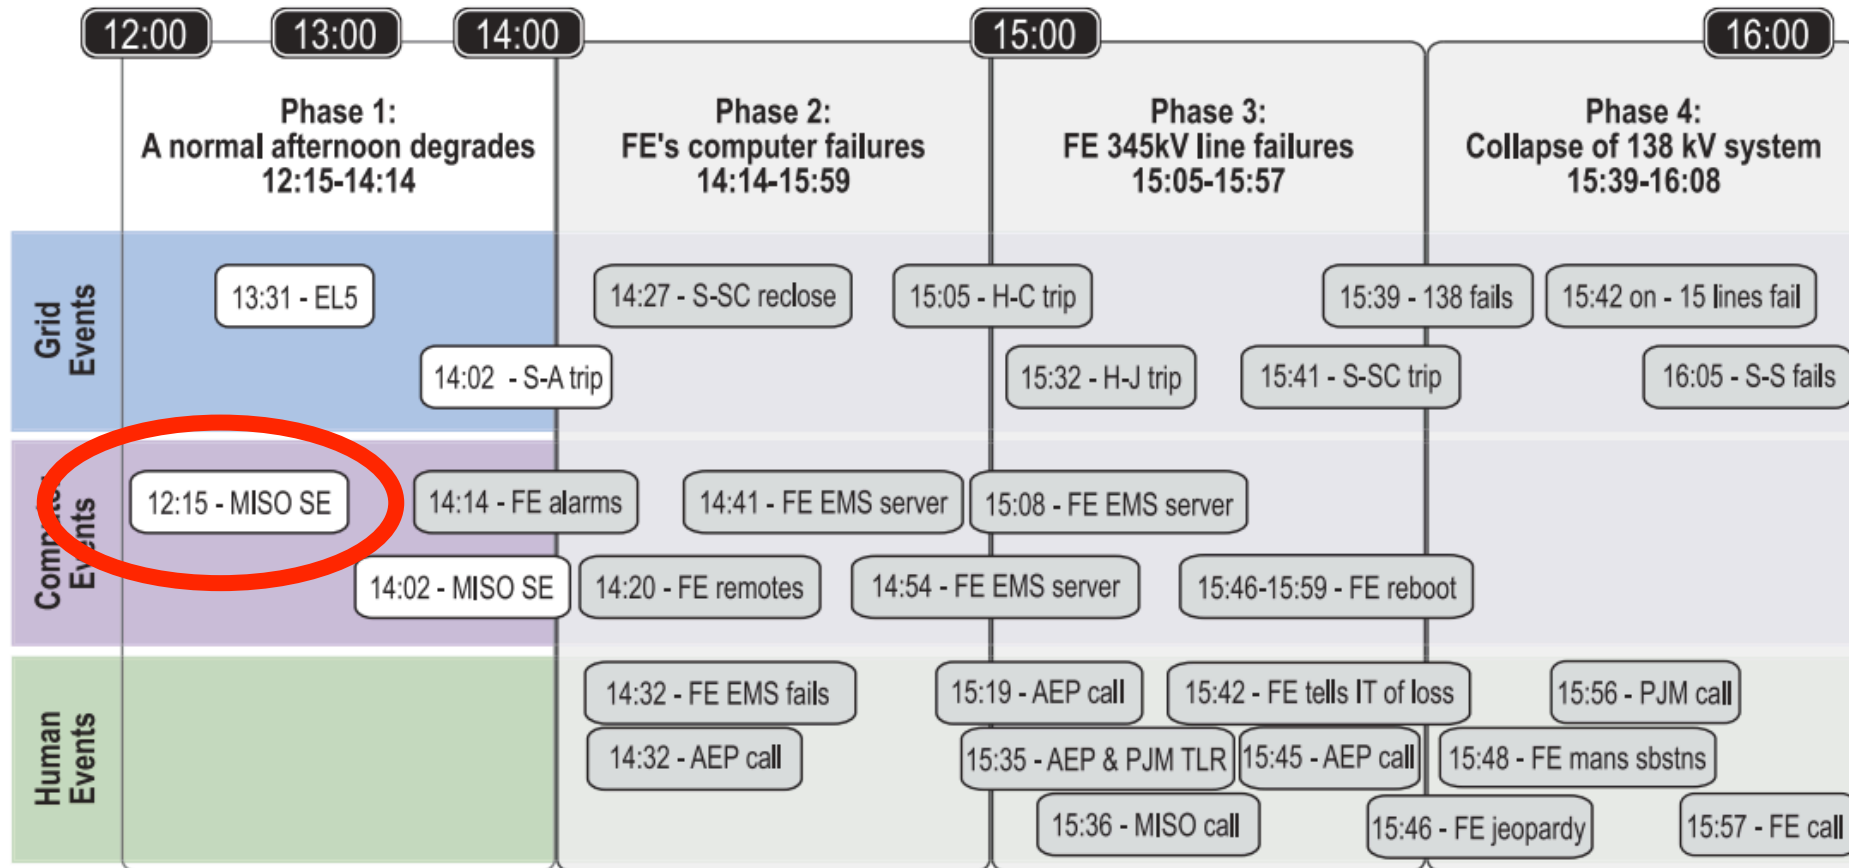 12:00 13:00 14:00 15:00 16:00
Phase 1:
A normal afternoon degrades
12:15-14:14
Phase 2:
FE's computer failures
14:14-15:59
Phase 3:
FE 345kV line failures
15:05-15:57
Phase 4:
Collapse of 138 kV system
15:39-16:08
Grid
Events
13:31 - EL5
14:27 - S-SC reclose
15:05 - H-C trip
15:39 - 138 fails
15:42 on - 15 lines fail
14:02 - S-A trip
15:32 - H-J trip
15:41 - S-SC trip
16:05 - S-S fails
Computer
Events
12:15 - MISO SE
14:14 - FE alarms
14:41 - FE EMS server
15:08 - FE EMS server
14:02 - MISO SE
14:20 - FE remotes
14:54 - FE EMS server
15:46-15:59 - FE reboot
Human
Events
14:32 - FE EMS fails
15:19 - AEP call
15:42 - FE tells IT of loss
15:56 - PJM call
14:32 - AEP call
15:35 - AEP & PJM TLR
15:45 - AEP call
15:48 - FE mans sbstns
15:36 - MISO call
15:46 - FE jeopardy
15:57 - FE call